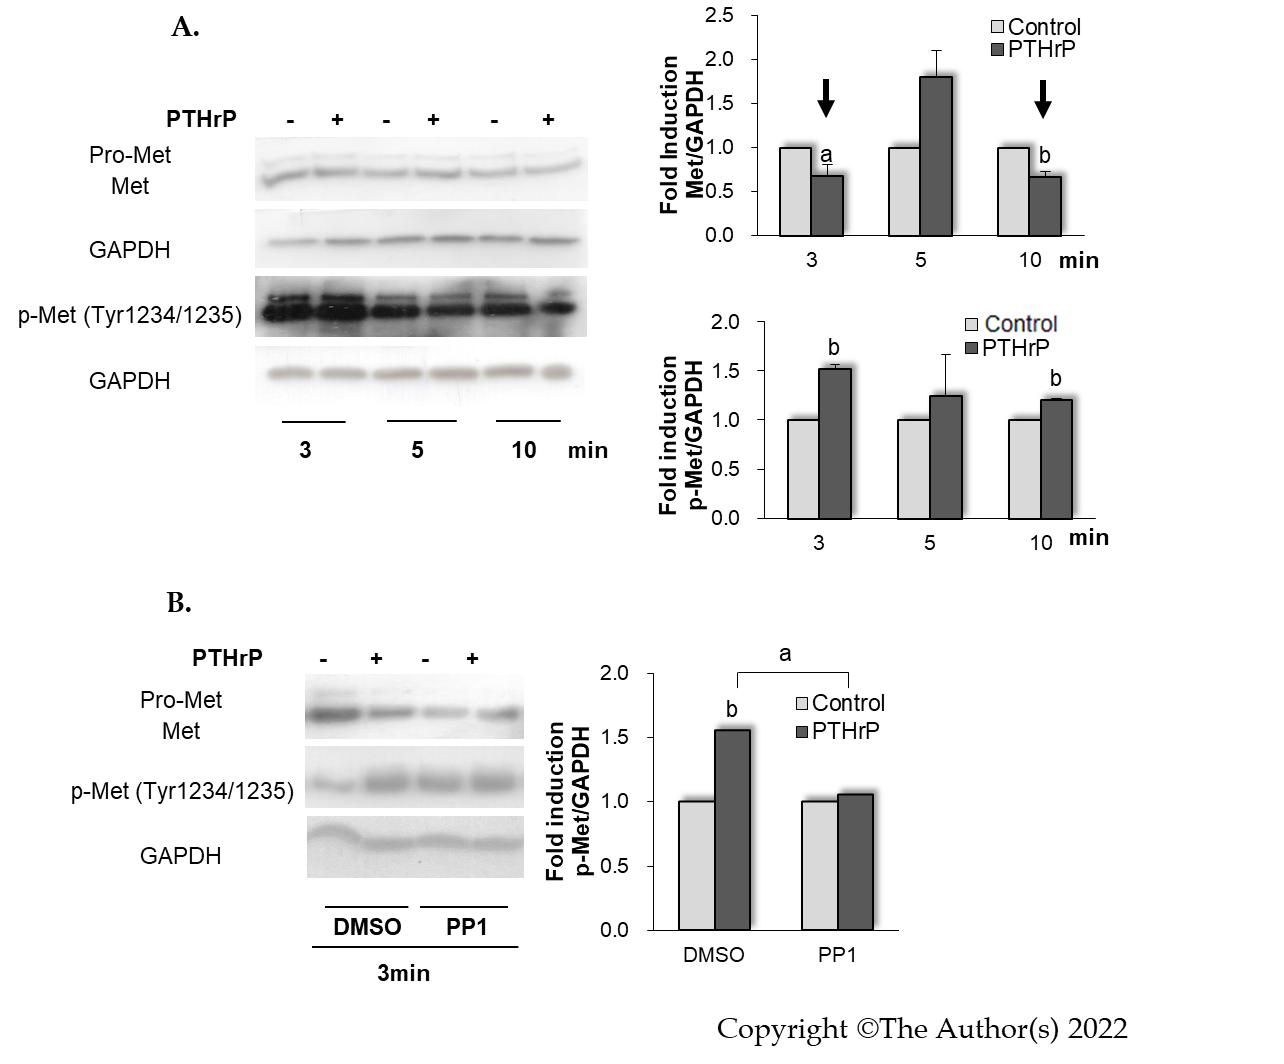 A.
PTHrP - + - + - +
Pro-Met
Met
GAPDH
p-Met (Tyr1234/1235)
GAPDH
3 5 10 min
Fold Induction
Met/GAPDH
2.5
2.0
1.5
1.0
0.5
0.0
Control
PTHrP
a
b
3 5 10 min
Fold induction
p-Met/GAPDH
2.0
1.5
1.0
0.5
0.0
Control
PTHrP
b
b
3 5 10 min
B.
PTHrP - + - +
Pro-Met
Met
p-Met (Tyr1234/1235)
GAPDH
DMSO PP1
3min
Fold induction
p-Met/GAPDH
2.0
1.5
1.0
0.5
0.0
a
b
Control
PTHrP
DMSO PP1
Copyright ©The Author(s) 2022